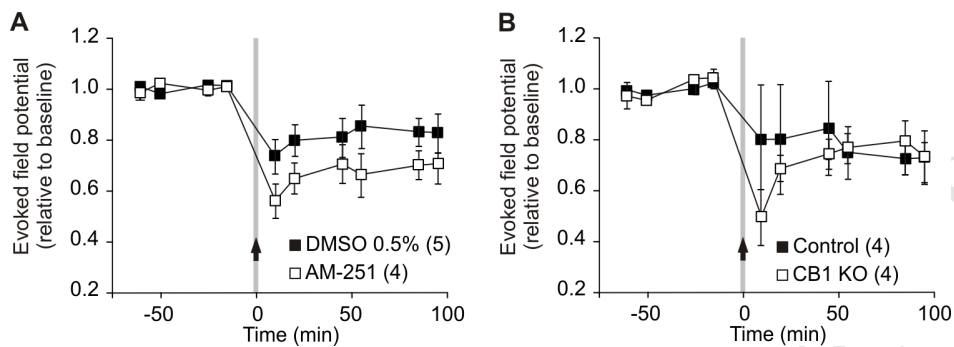 A
Evoked field potential
(relative to baseline)
1.2
1.0
0.8
0.6
0.4
0.2
-50
0
50
100
Time (min)
DMSO 0.5% (5)
AM-251 (4)
B
Evoked field potential
(relative to baseline)
1.2
1.0
0.8
0.6
0.4
0.2
-50
0
50
100
Time (min)
Control (4)
CB1 KO (4)